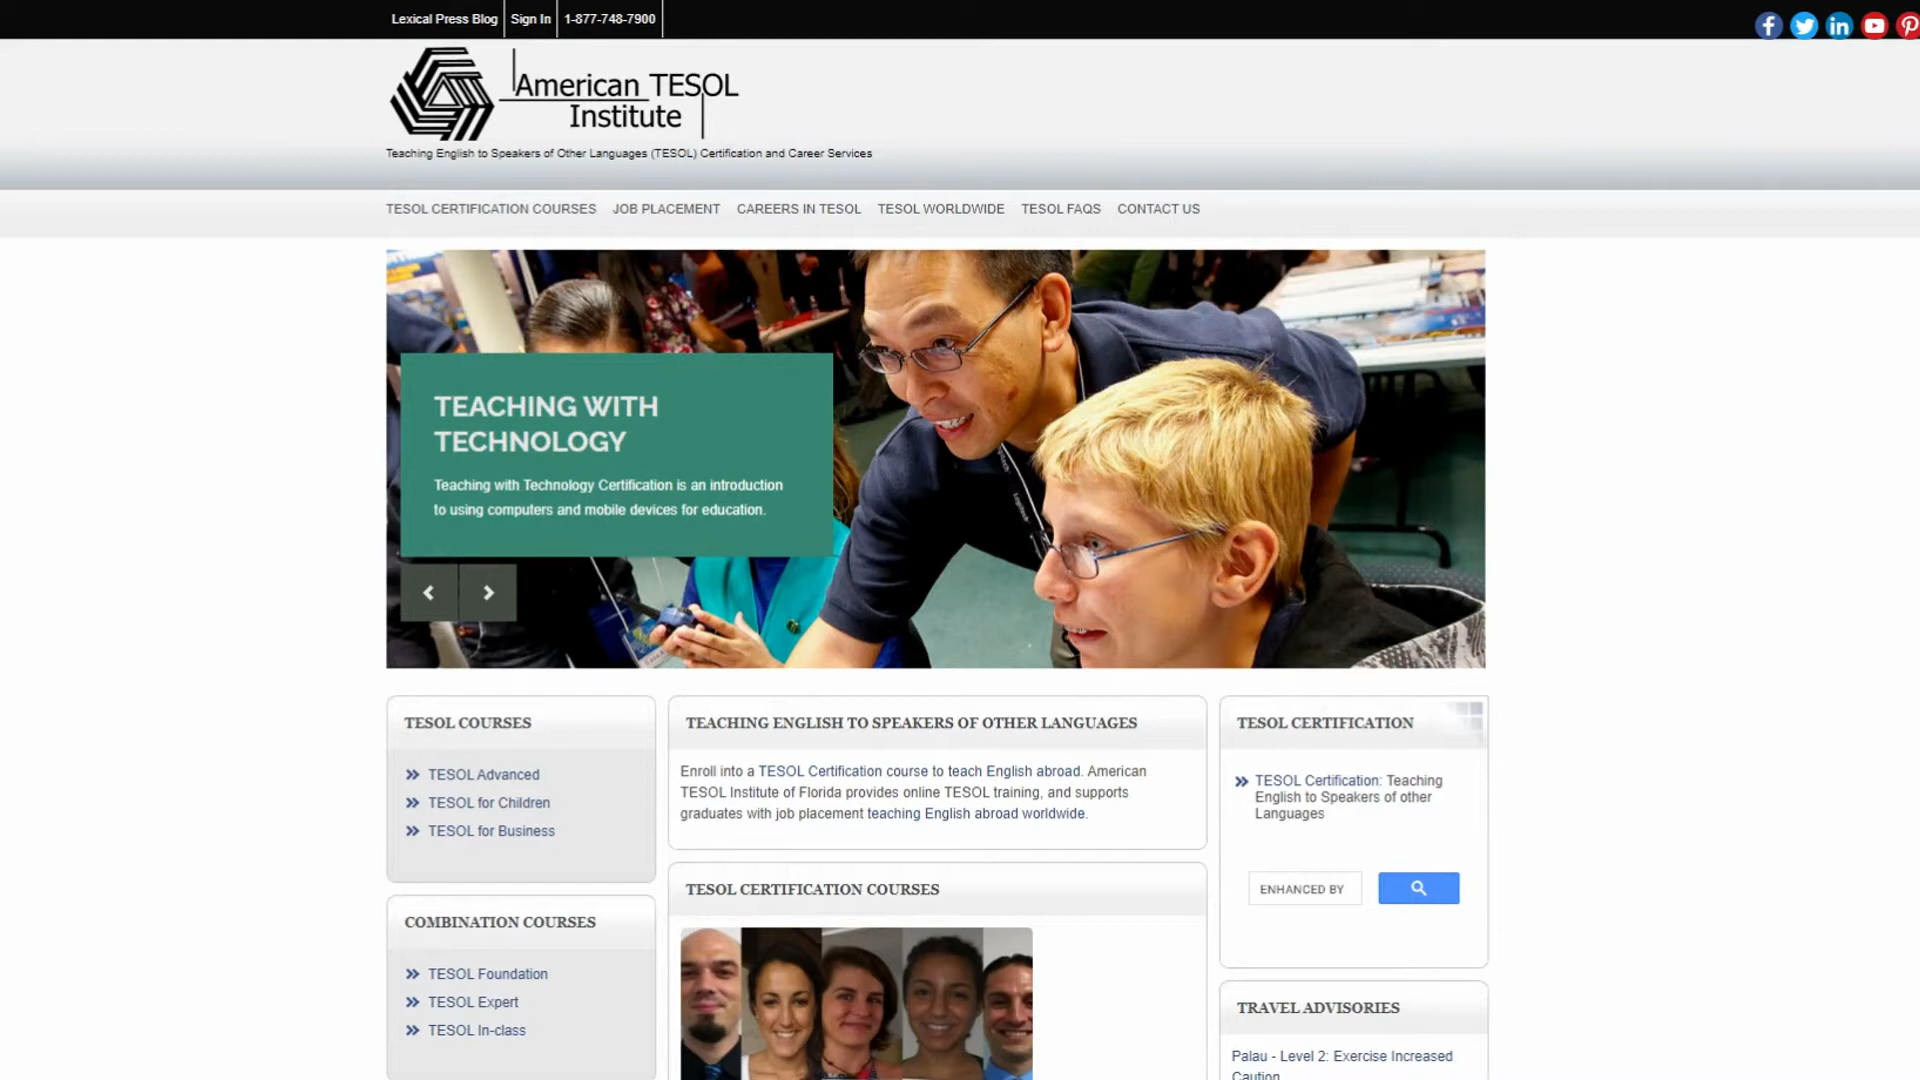 Lexical Press Blog
Sign In
1-877-748-7900
American TESOL
Institute
Teaching English to Speakers of Other Languages (TESOL) Certification and Career Services
TESOL CERTIFICATION COURSES
JOB PLACEMENT
CAREERS IN TESOL
TESOL WORLDWIDE
TESOL FAQS
CONTACT US
TEACHING WITH
TECHNOLOGY
Teaching with Technology Certification is an introduction
to using computers and mobile devices for education.
TESOL COURSES
TESOL Advanced
TESOL for Children
TESOL for Business
COMBINATION COURSES
TESOL Foundation
TESOL Expert
TESOL In-class
TEACHING ENGLISH TO SPEAKERS OF OTHER LANGUAGES
Enroll into a TESOL Certification course to teach English abroad. American
TESOL Institute of Florida provides online TESOL training, and supports
graduates with job placement teaching English abroad worldwide.
TESOL CERTIFICATION COURSES
TESOL CERTIFICATION
TESOL Certification: Teaching
English to Speakers of other
Languages
ENHANCED BY
TRAVEL ADVISORIES
Palau - Level 2: Exercise Increased
Caution